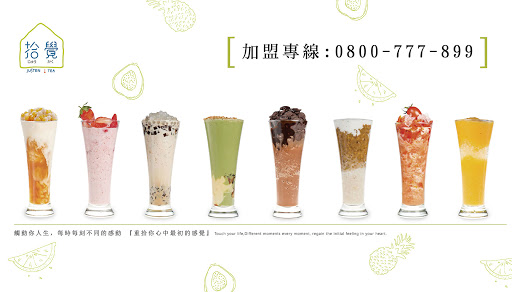 拾覺
JUSTEN TEA
[加盟專線:0800-777-899]
觸動你人生，每時每刻不同的感動 『重拾你心中最初的感覺』 Touch your life,Different moments every moment, regain the initial feeling in your heart.